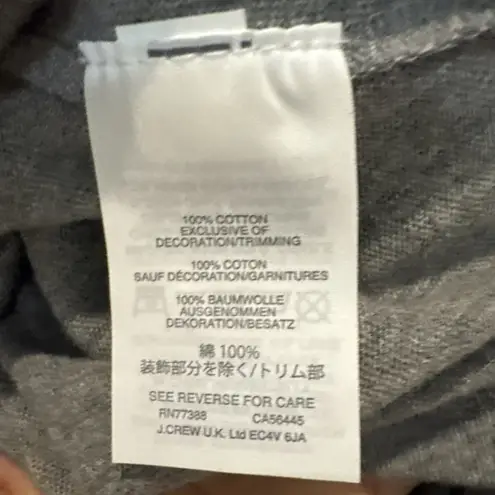 100% COTTON
EXCLUSIVE OF
DECORATION/TRIMMING
100% COTON
SAUF DÉCORATION/GARNITURES
100% BAUMWOLLE
AUSGENOMMEN
DEKORATION/BESATZ
綿 100%
装飾部分を除く/トリム部
SEE REVERSE FOR CARE
RN77388 CA56445
J.CREW U.K. Ltd EC4V 6JA